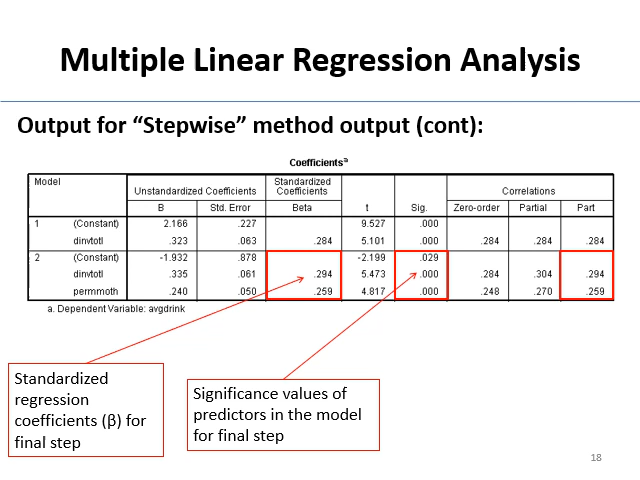 Multiple Linear Regression Analysis
Output for “Stepwise” method output (cont):
Coefficientsa
Model Unstandardized Coefficients Standardized Coefficients t Sig. Correlations
B Std. Error Beta Zero-order Partial Part
1 (Constant) 2.166 .227 9.527 .000
dinvtotl .323 .063 .284 5.101 .000 .284 .284 .284
2 (Constant) -1.932 .878 -2.199 .029
dinvtotl .335 .061 .294 5.473 .000 .284 .304 .294
permmoth .240 .050 .259 4.817 .000 .248 .270 .259
a. Dependent Variable: avgdrink
Standardized
regression
coefficients (β) for
final step
Significance values of
predictors in the model
for final step
18